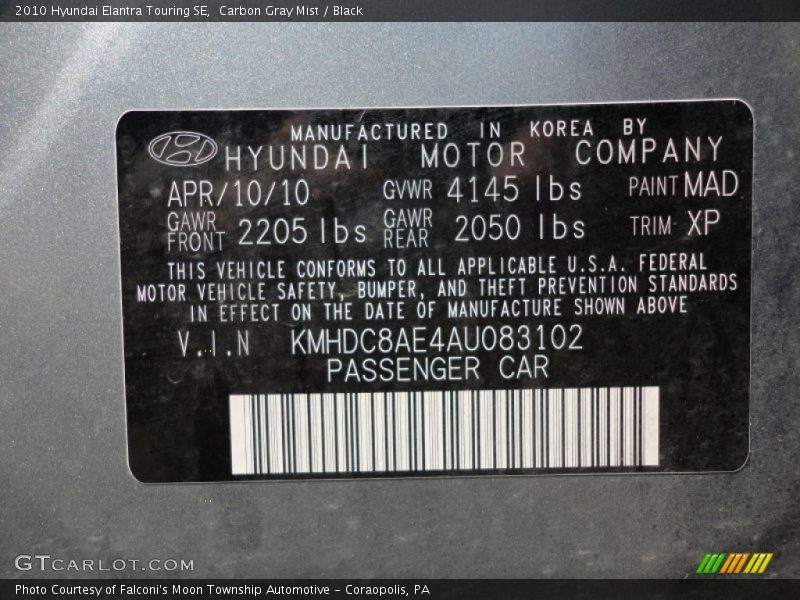 2010 Hyundai Elantra Touring SE, Carbon Gray Mist / Black
MANUFACTURED IN KOREA BY
HYUNDAI MOTOR COMPANY
APR/10/10 GVWR 4145 lbs PAINT MAD
GAWR FRONT 2205 lbs GAWR REAR 2050 lbs TRIM XP
THIS VEHICLE CONFORMS TO ALL APPLICABLE U.S.A. FEDERAL
MOTOR VEHICLE SAFETY, BUMPER, AND THEFT PREVENTION STANDARDS
IN EFFECT ON THE DATE OF MANUFACTURE SHOWN ABOVE
V.I.N KMHDC8AE4AU083102
PASSENGER CAR
GTCARLOT.COM
Photo Courtesy of Falconi's Moon Township Automotive - Coraopolis, PA